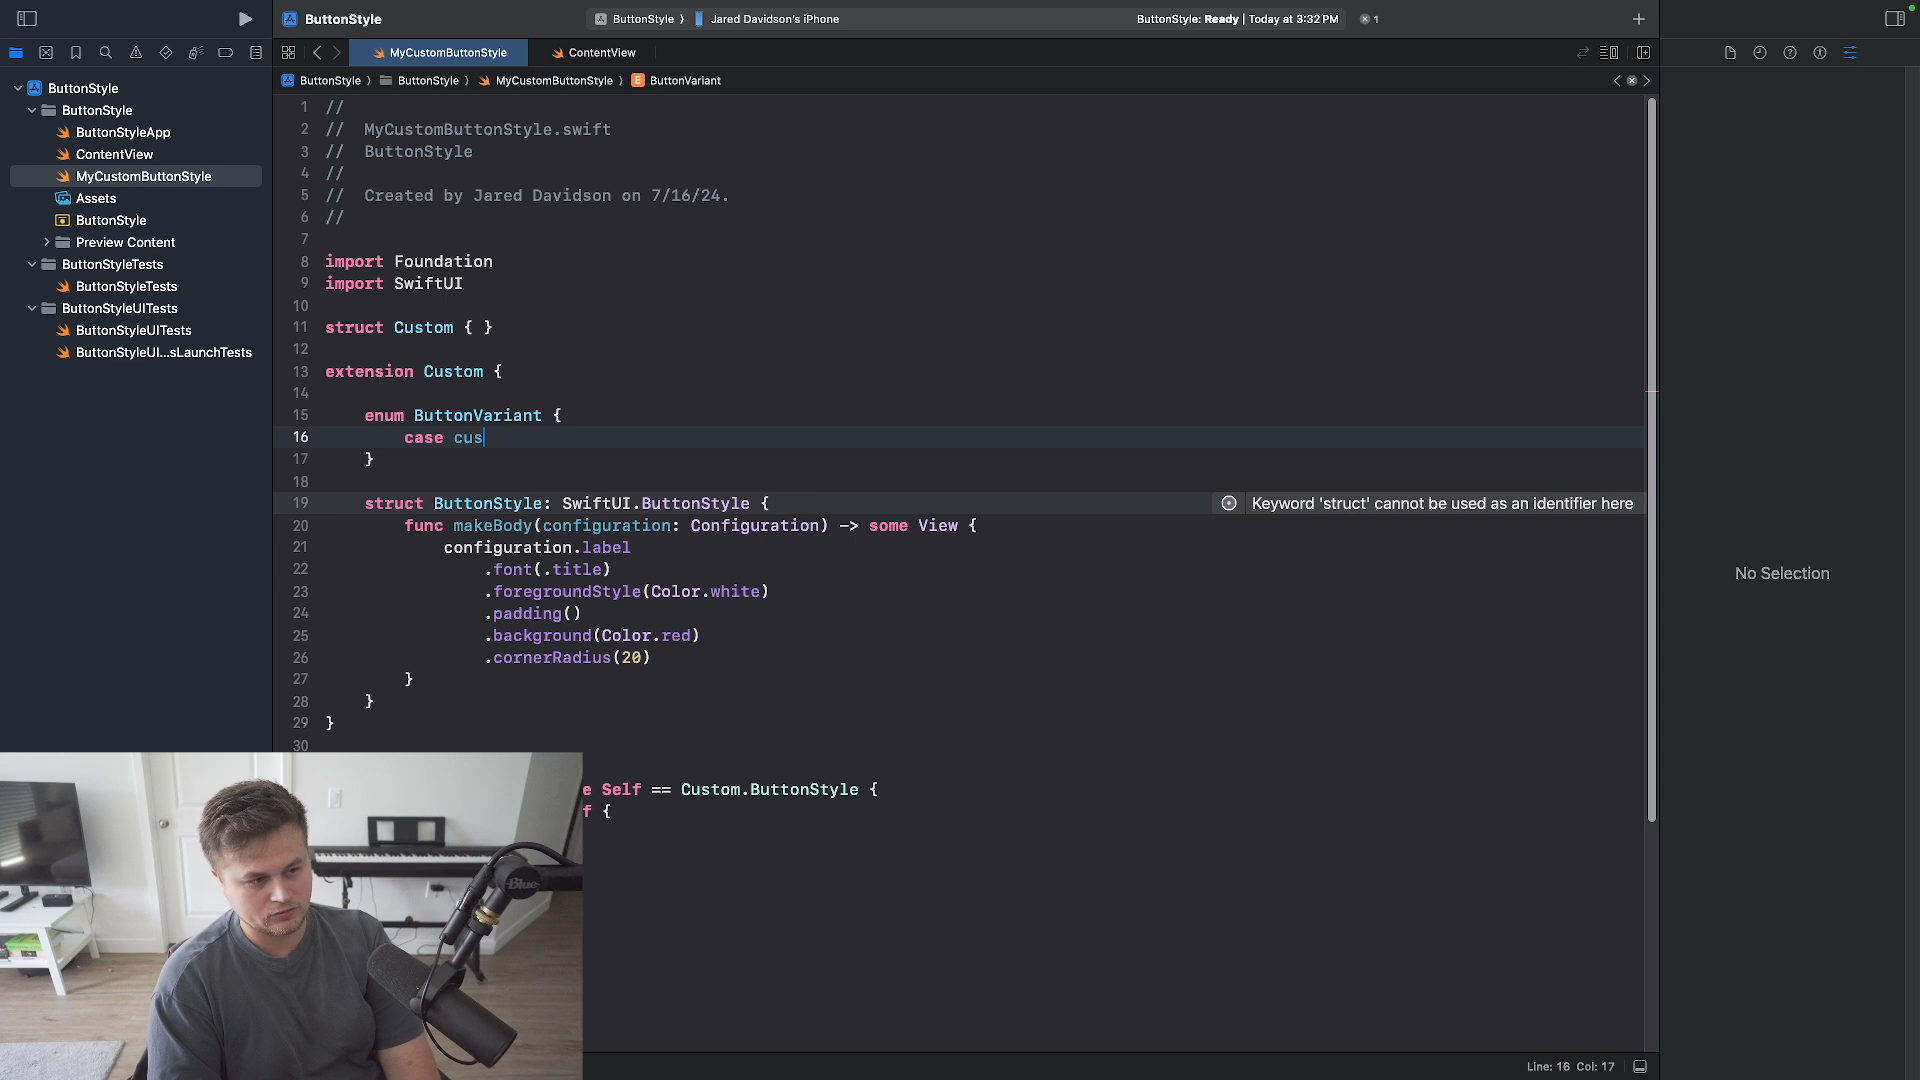 ButtonStyle
ButtonStyle 〉 Jared Davidson's iPhone
ButtonStyle: Ready | Today at 3:32 PM
1
MyCustomButtonStyle
ContentView
ButtonStyle 〉 ButtonStyle 〉 MyCustomButtonStyle 〉 E ButtonVariant
ButtonStyle
ButtonStyle
ButtonStyleApp
ContentView
MyCustomButtonStyle
Assets
ButtonStyle
Preview Content
ButtonStyleTests
ButtonStyleTests
ButtonStyleUITests
ButtonStyleUITests
ButtonStyleUI...sLaunchTests
1 //
2 //  MyCustomButtonStyle.swift
3 //  ButtonStyle
4 //
5 //  Created by Jared Davidson on 7/16/24.
6 //
7
8 import Foundation
9 import SwiftUI
10
11 struct Custom { }
12
13 extension Custom {
14
15     enum ButtonVariant {
16         case cus
17     }
18
19     struct ButtonStyle: SwiftUI.ButtonStyle {
Keyword 'struct' cannot be used as an identifier here
20         func makeBody(configuration: Configuration) -> some View {
21             configuration.label
22                 .font(.title)
23                 .foregroundStyle(Color.white)
24                 .padding()
25                 .background(Color.red)
26                 .cornerRadius(20)
27         }
28     }
29 }
30
e Self == Custom.ButtonStyle {
f {
No Selection
Blue
Line: 16 Col: 17